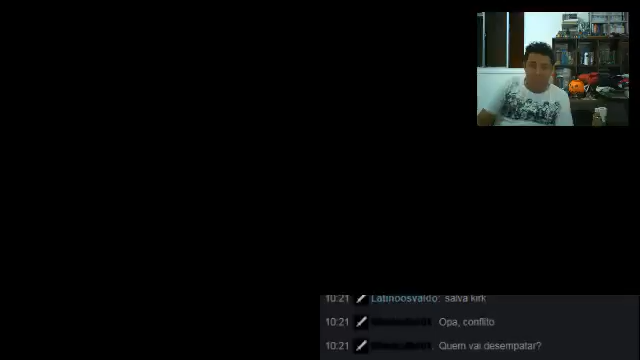 10:21 Latinoosvaldo: salva kirk
10:21 Opa, conflito
10:21 Quem vai desempatar?